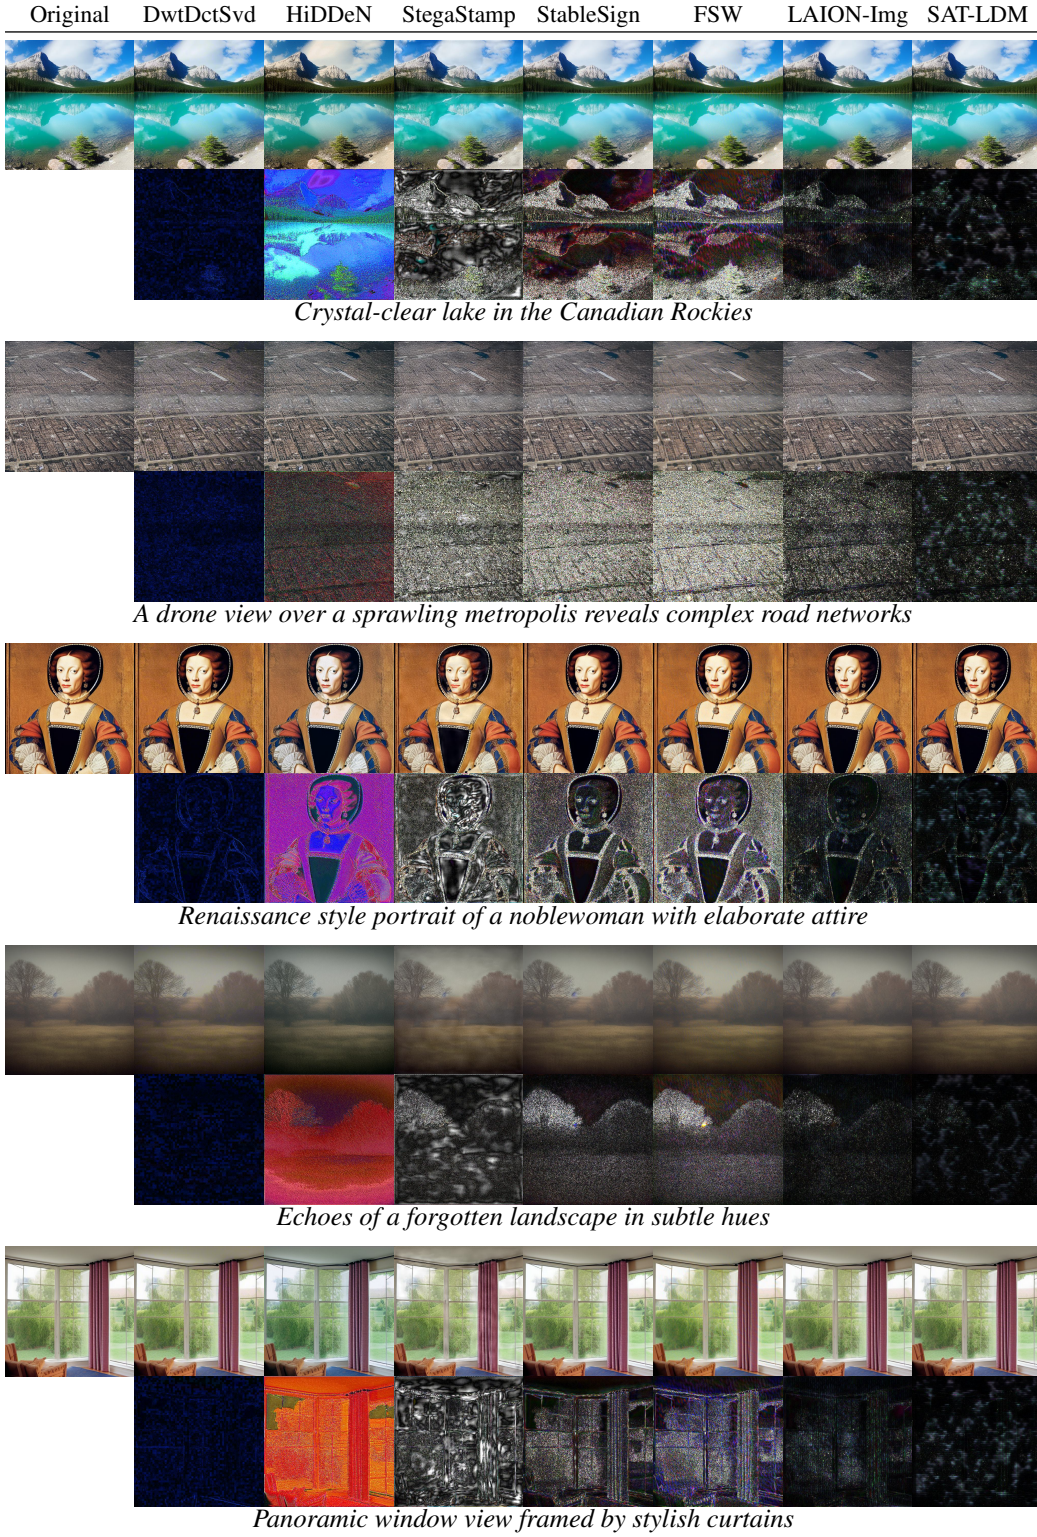 Original DwtDctSvd HiDDeN StegaStamp StableSign FSW LAION-Img SAT-LDM
Crystal-clear lake in the Canadian Rockies
A drone view over a sprawling metropolis reveals complex road networks
Renaissance style portrait of a noblewoman with elaborate attire
Echoes of a forgotten landscape in subtle hues
Panoramic window view framed by stylish curtains